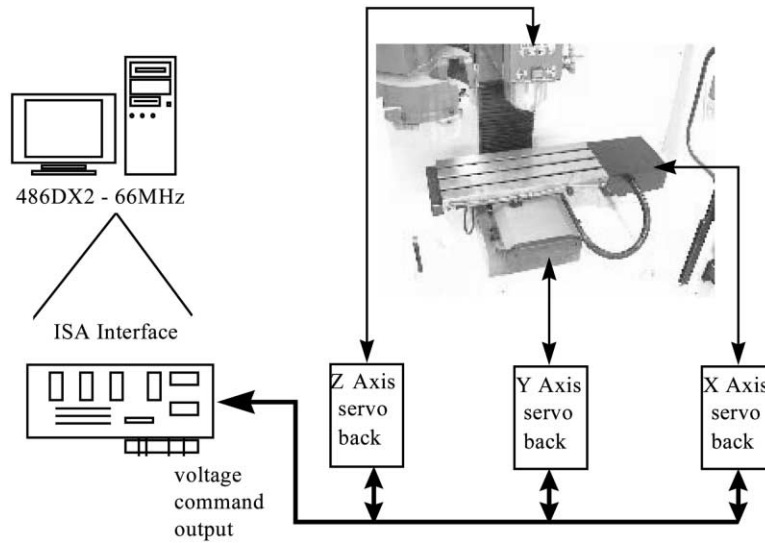 486DX2 - 66MHz
ISA Interface
voltage
command
output
Z Axis
servo
back
Y Axis
servo
back
X Axis
servo
back